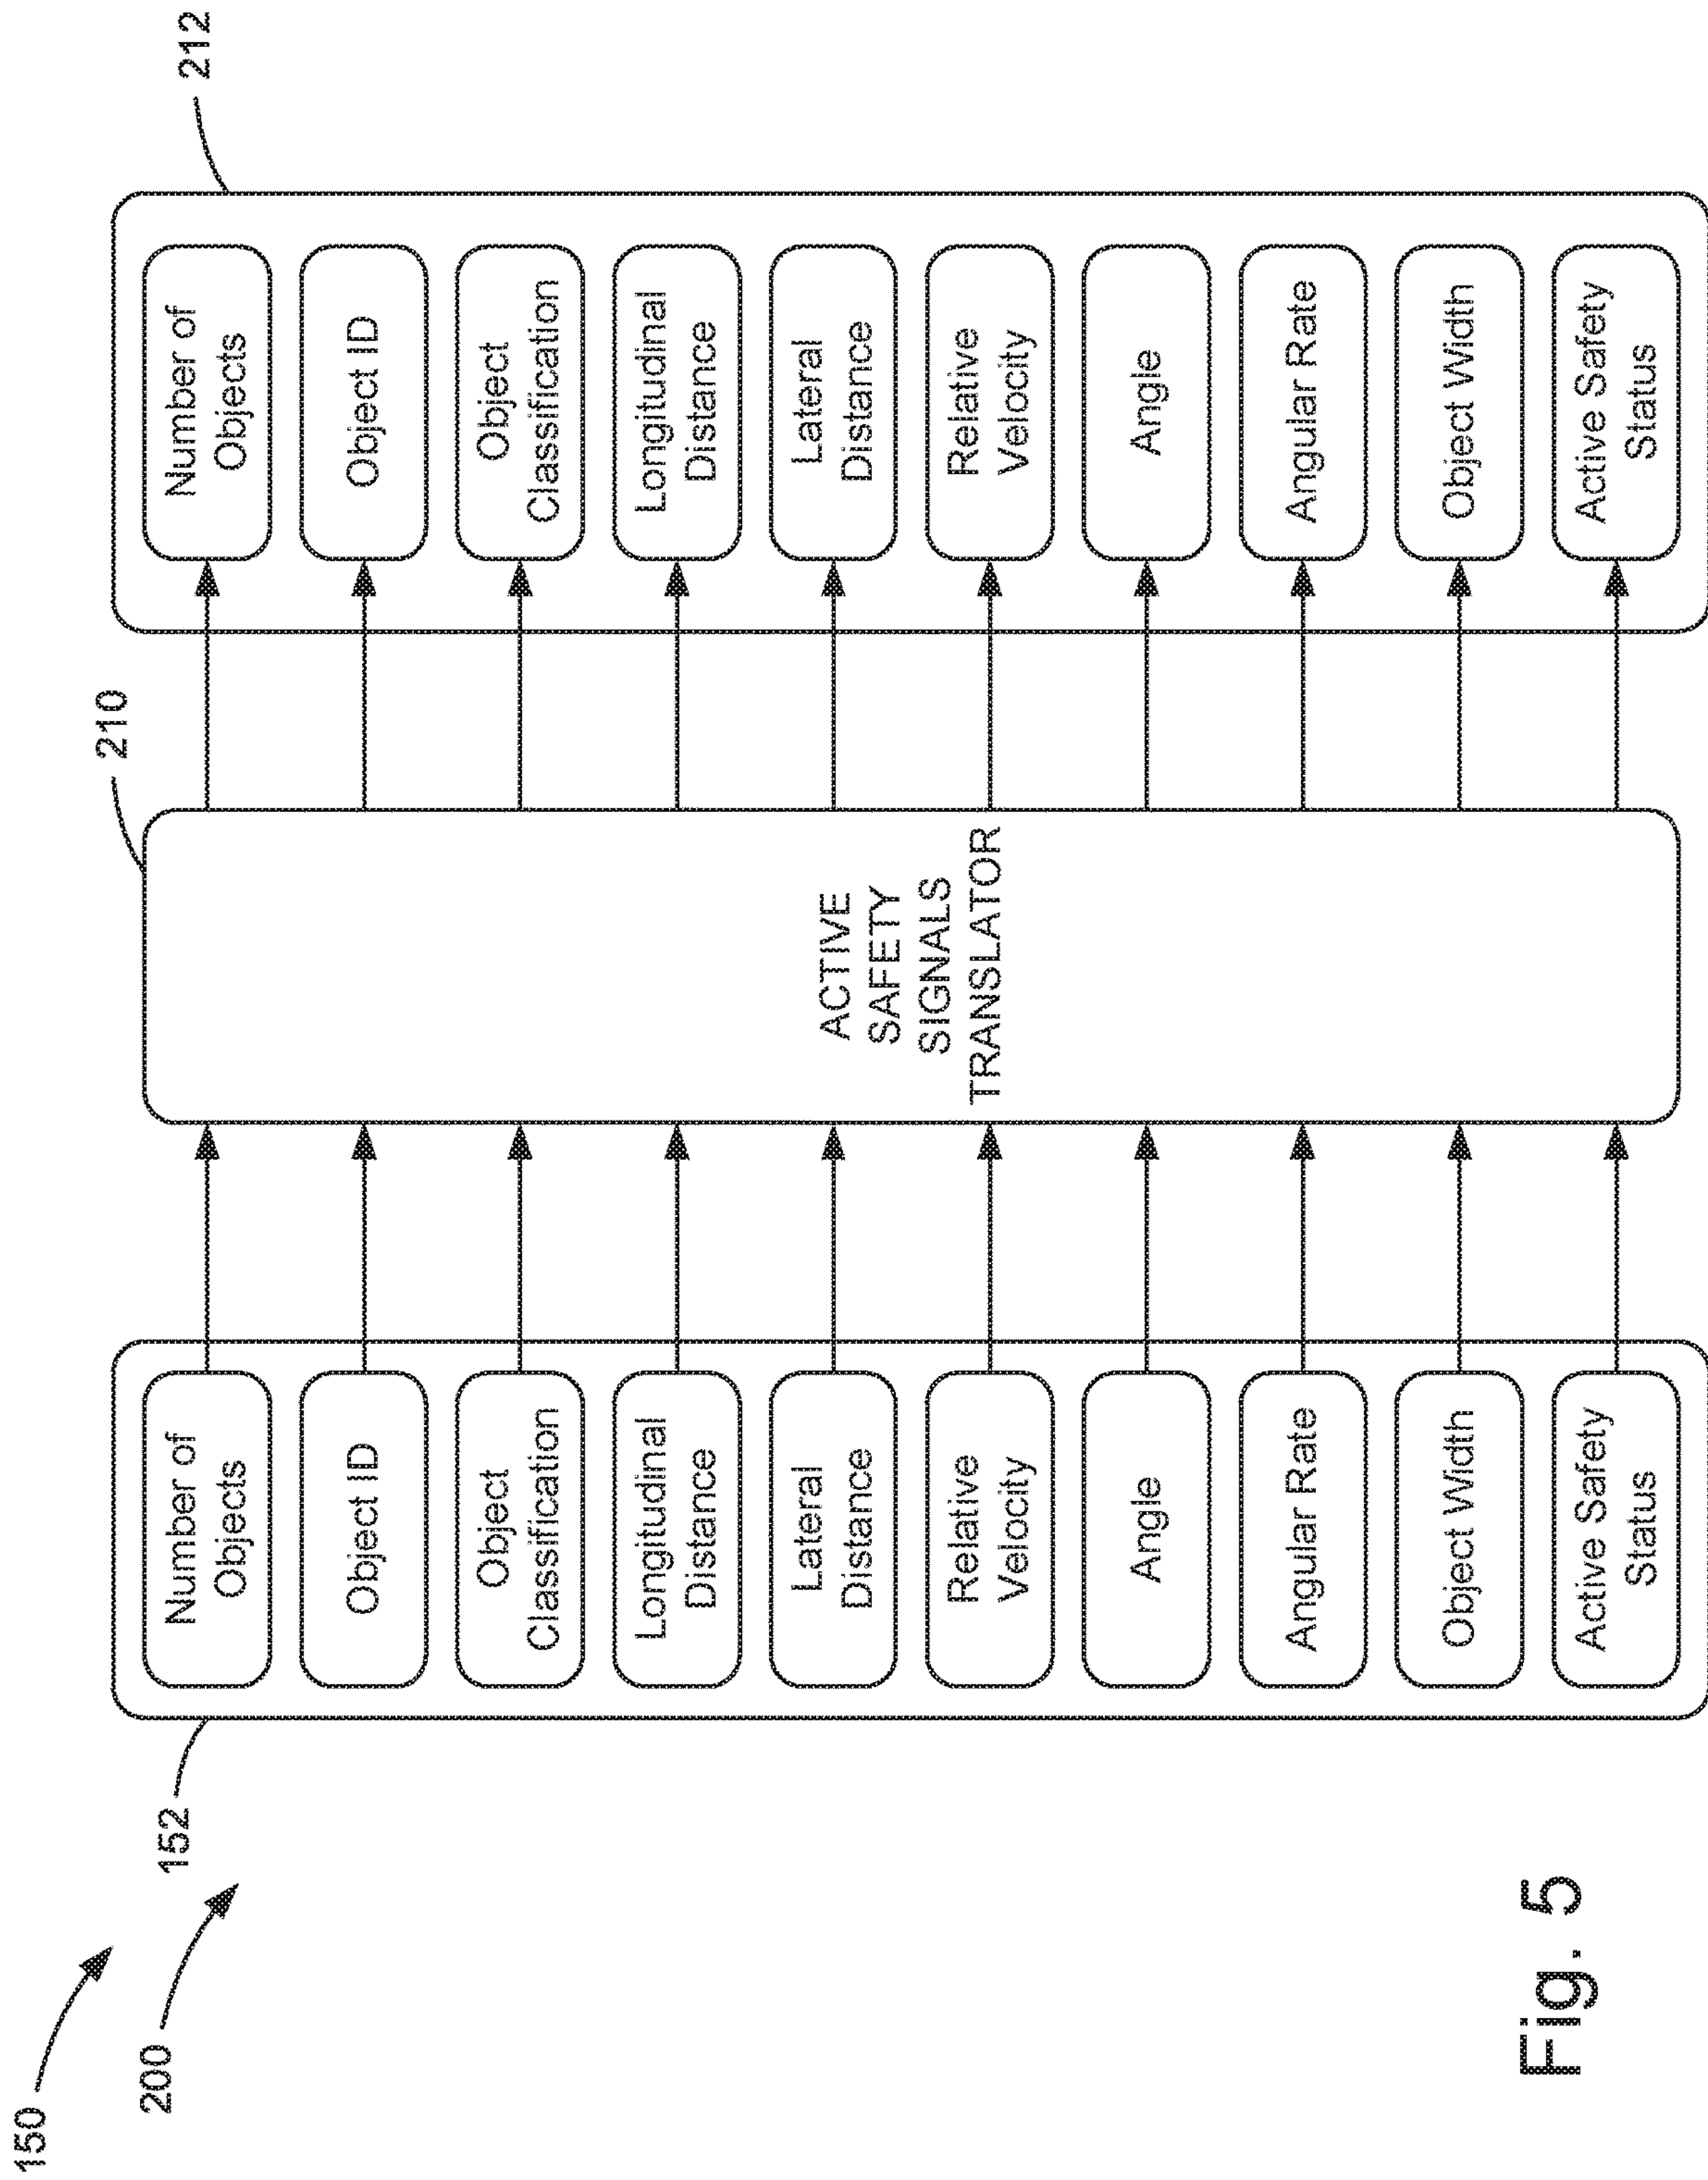 150
200
152
Number of
Objects
Object ID
Object
Classification
Longitudinal
Distance
Lateral
Distance
Relative
Velocity
Angle
Angular Rate
Object Width
Active Safety
Status
210
ACTIVE
SAFETY
SIGNALS
TRANSLATOR
212
Number of
Objects
Object ID
Object
Classification
Longitudinal
Distance
Lateral
Distance
Relative
Velocity
Angle
Angular Rate
Object Width
Active Safety
Status
Fig. 5